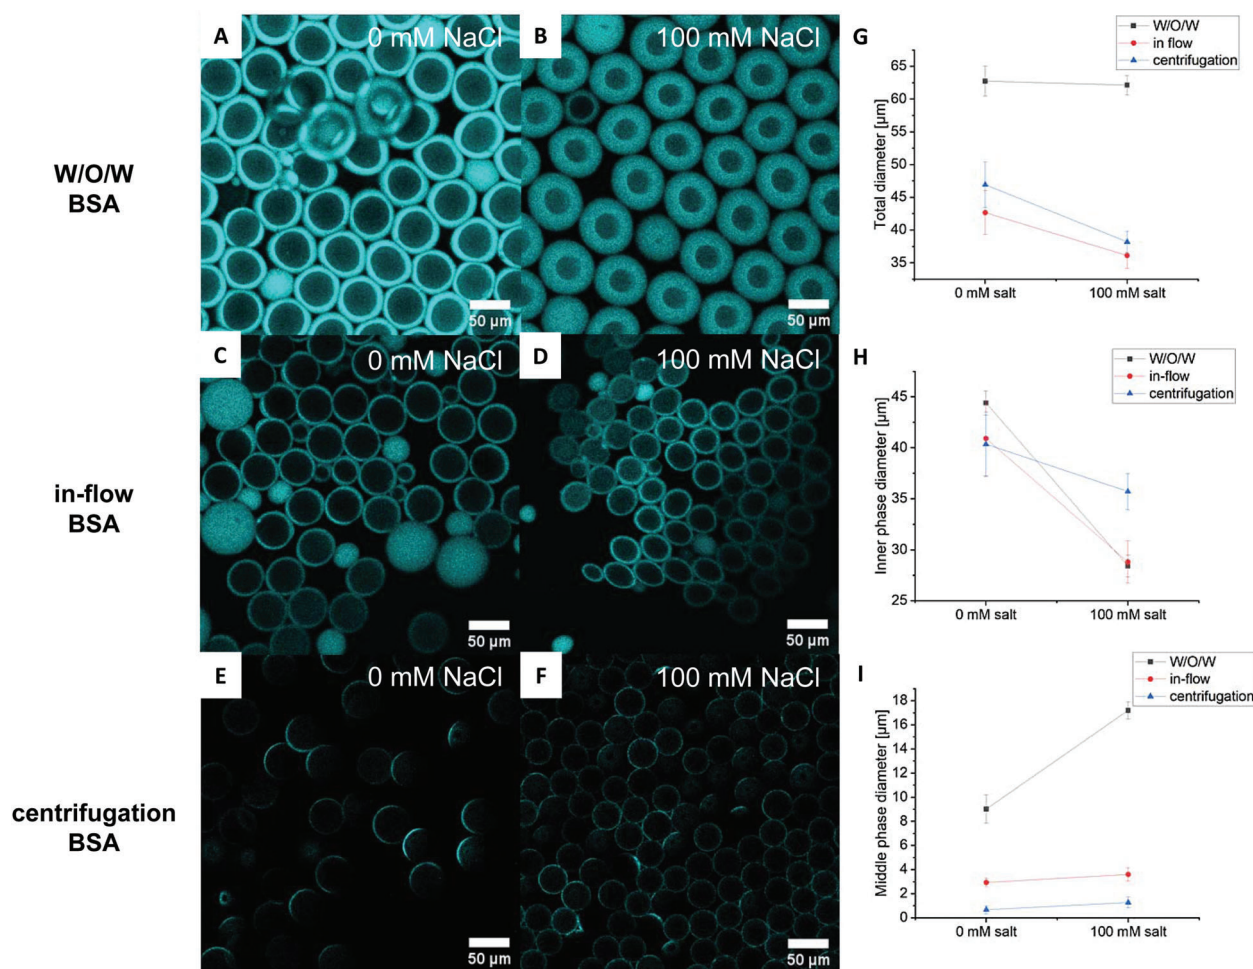 W/O/W
BSA
in-flow
BSA
centrifugation
BSA
A
0 mM NaCl
50 µm
B
100 mM NaCl
50 µm
C
0 mM NaCl
50 µm
D
100 mM NaCl
50 µm
E
0 mM NaCl
50 µm
F
100 mM NaCl
50 µm
G
W/O/W
in flow
centrifugation
Total diameter [µm]
65
60
55
50
45
40
35
0 mM salt
100 mM salt
H
W/O/W
in-flow
centrifugation
Inner phase diameter [µm]
45
40
35
30
25
0 mM salt
100 mM salt
I
W/O/W
in-flow
centrifugation
Middle phase diameter [µm]
18
16
14
12
10
8
6
4
2
0
0 mM salt
100 mM salt